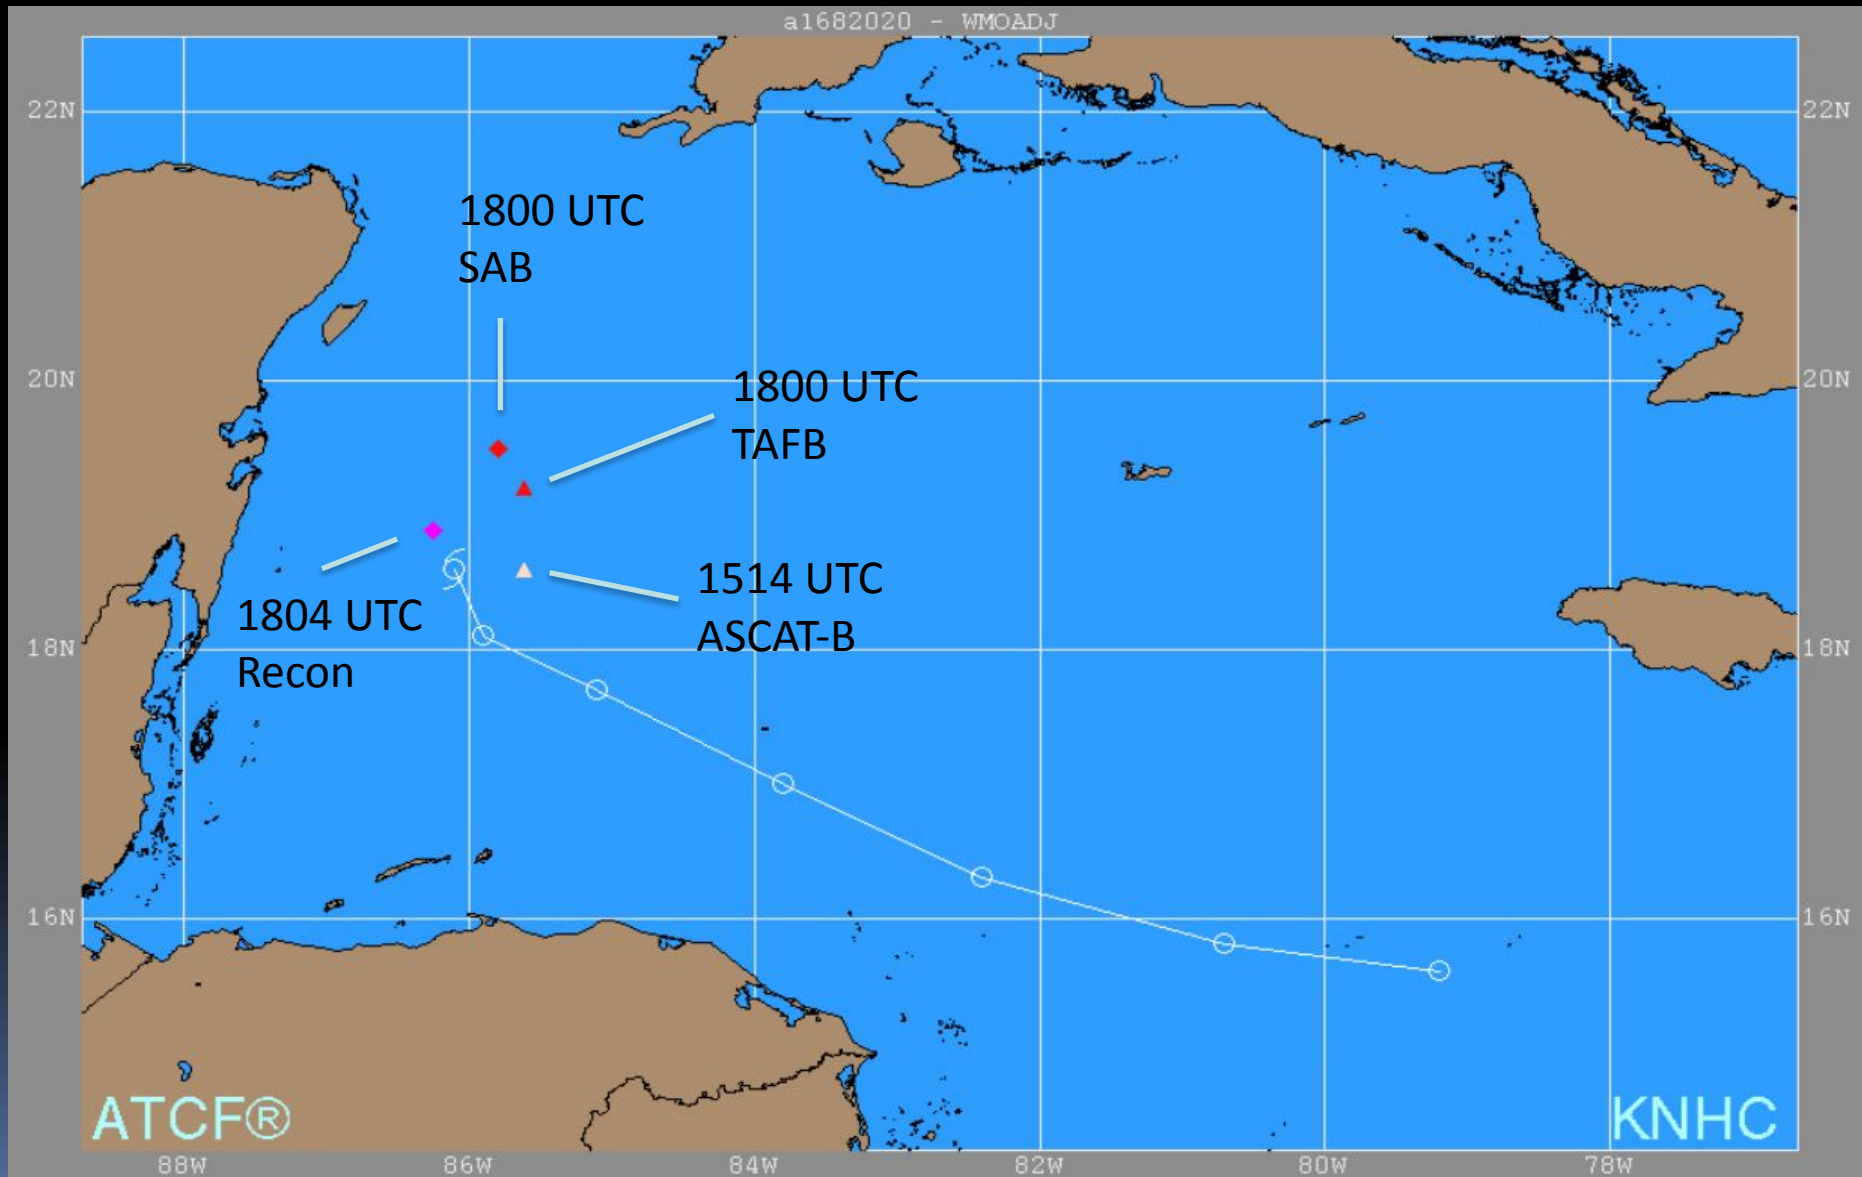 a1682020 - WMOADJ
22N
22N
1800 UTC
SAB
20N
20N
1800 UTC
TAFB
1514 UTC
ASCAT-B
1804 UTC
Recon
18N
18N
16N
16N
ATCF®
KNHC
88W
86W
84W
82W
80W
78W